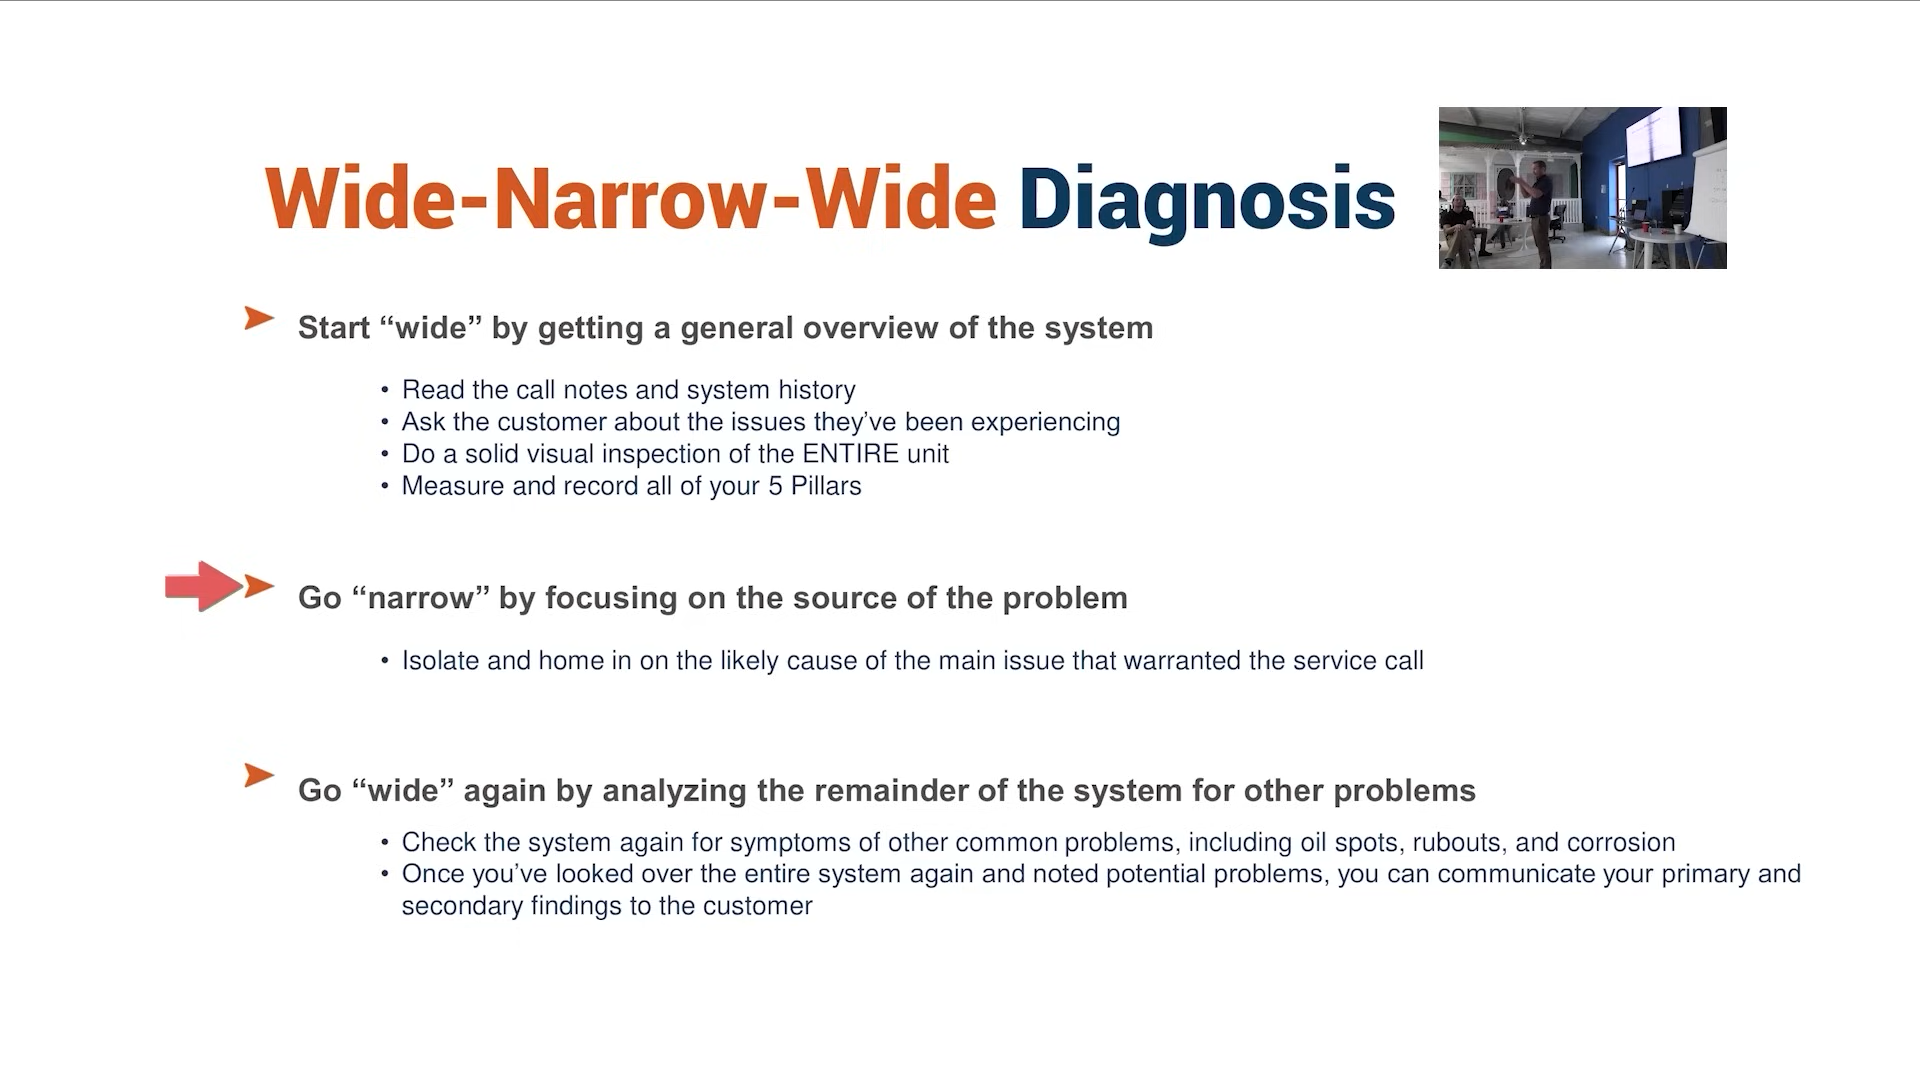 Wide-Narrow-Wide Diagnosis
Start “wide” by getting a general overview of the system
• Read the call notes and system history
• Ask the customer about the issues they’ve been experiencing
• Do a solid visual inspection of the ENTIRE unit
• Measure and record all of your 5 Pillars
Go “narrow” by focusing on the source of the problem
• Isolate and home in on the likely cause of the main issue that warranted the service call
Go “wide” again by analyzing the remainder of the system for other problems
• Check the system again for symptoms of other common problems, including oil spots, rubouts, and corrosion
• Once you’ve looked over the entire system again and noted potential problems, you can communicate your primary and
secondary findings to the customer